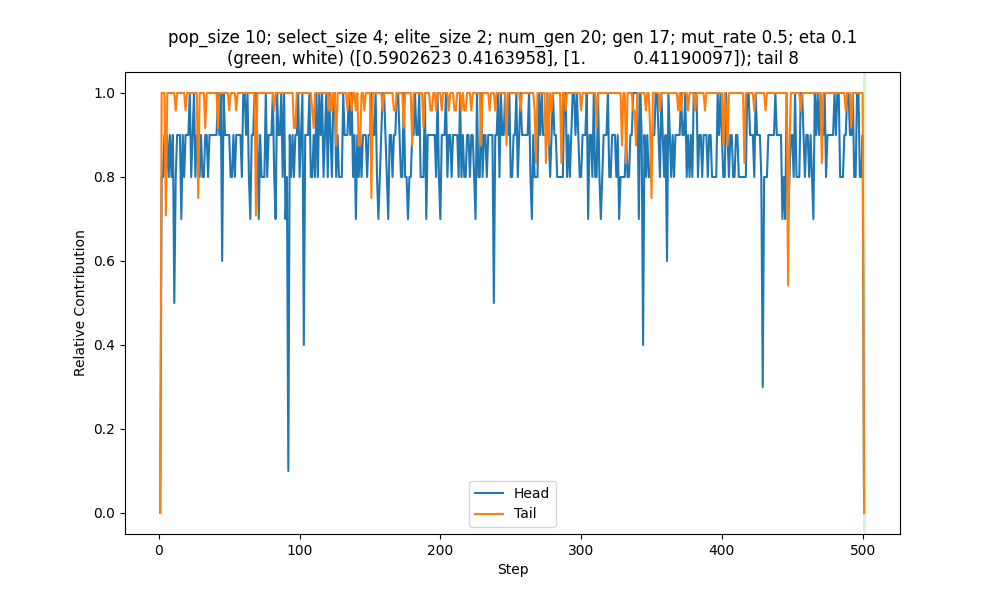 pop_size 10; select_size 4; elite_size 2; num_gen 20; gen 17; mut_rate 0.5; eta 0.1
(green, white) ([0.5902623 0.4163958], [1. 0.41190097]); tail 8
Relative Contribution
1.0
0.8
0.6
0.4
0.2
0.0
Head
Tail
0 100 200 300 400 500
Step